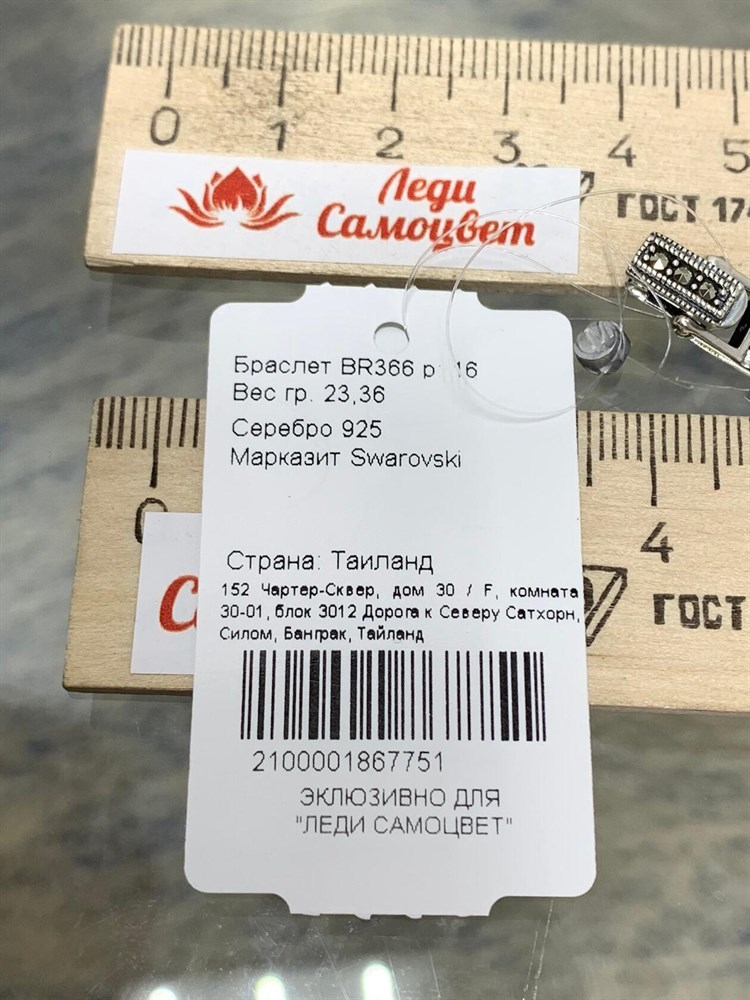 0 1 2 3 4 5
Леди
Самоцвет
ГОСТ 17
Браслет BR366 р 16
Вес гр. 23,36
Серебро 925
Марказит Swarovski
0
4
ГОСТ
С
Страна: Таиланд
152 Чартер-Сквер, дом 30 / F, комната
30-01, блок 3012 Дорога к Северу Сатхорн,
Силом, Банграк, Тайланд
2100001867751
ЭКЛЮЗИВНО ДЛЯ
"ЛЕДИ САМОЦВЕТ"